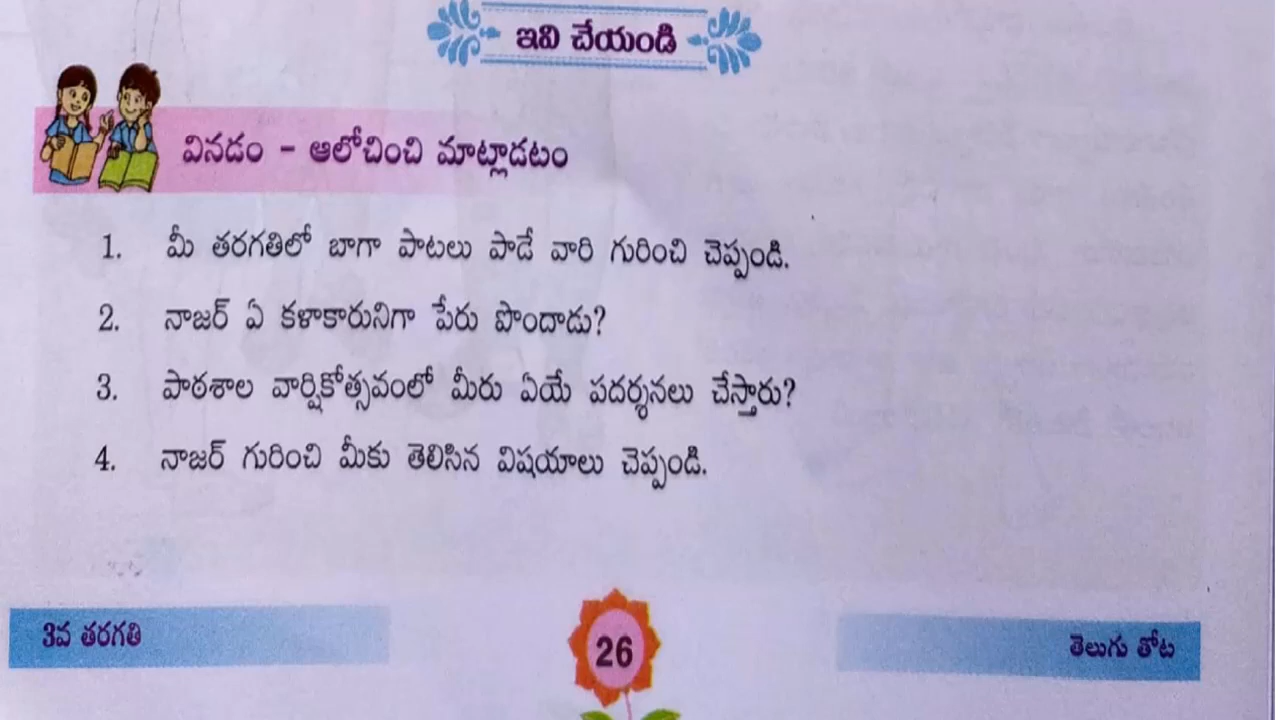 ఇవి చేయండి
వినడం - ఆలోచించి మాట్లాడటం
1. మీ తరగతిలో బాగా పాటలు పాడే వారి గురించి చెప్పండి.
2. నాజర్ ఏ కళాకారునిగా పేరు పొందాడు?
3. పాఠశాల వార్షికోత్సవంలో మీరు ఏయే పదర్శనలు చేస్తారు?
4. నాజర్ గురించి మీకు తెలిసిన విషయాలు చెప్పండి.
3వ తరగతి
26
తెలుగు తోట